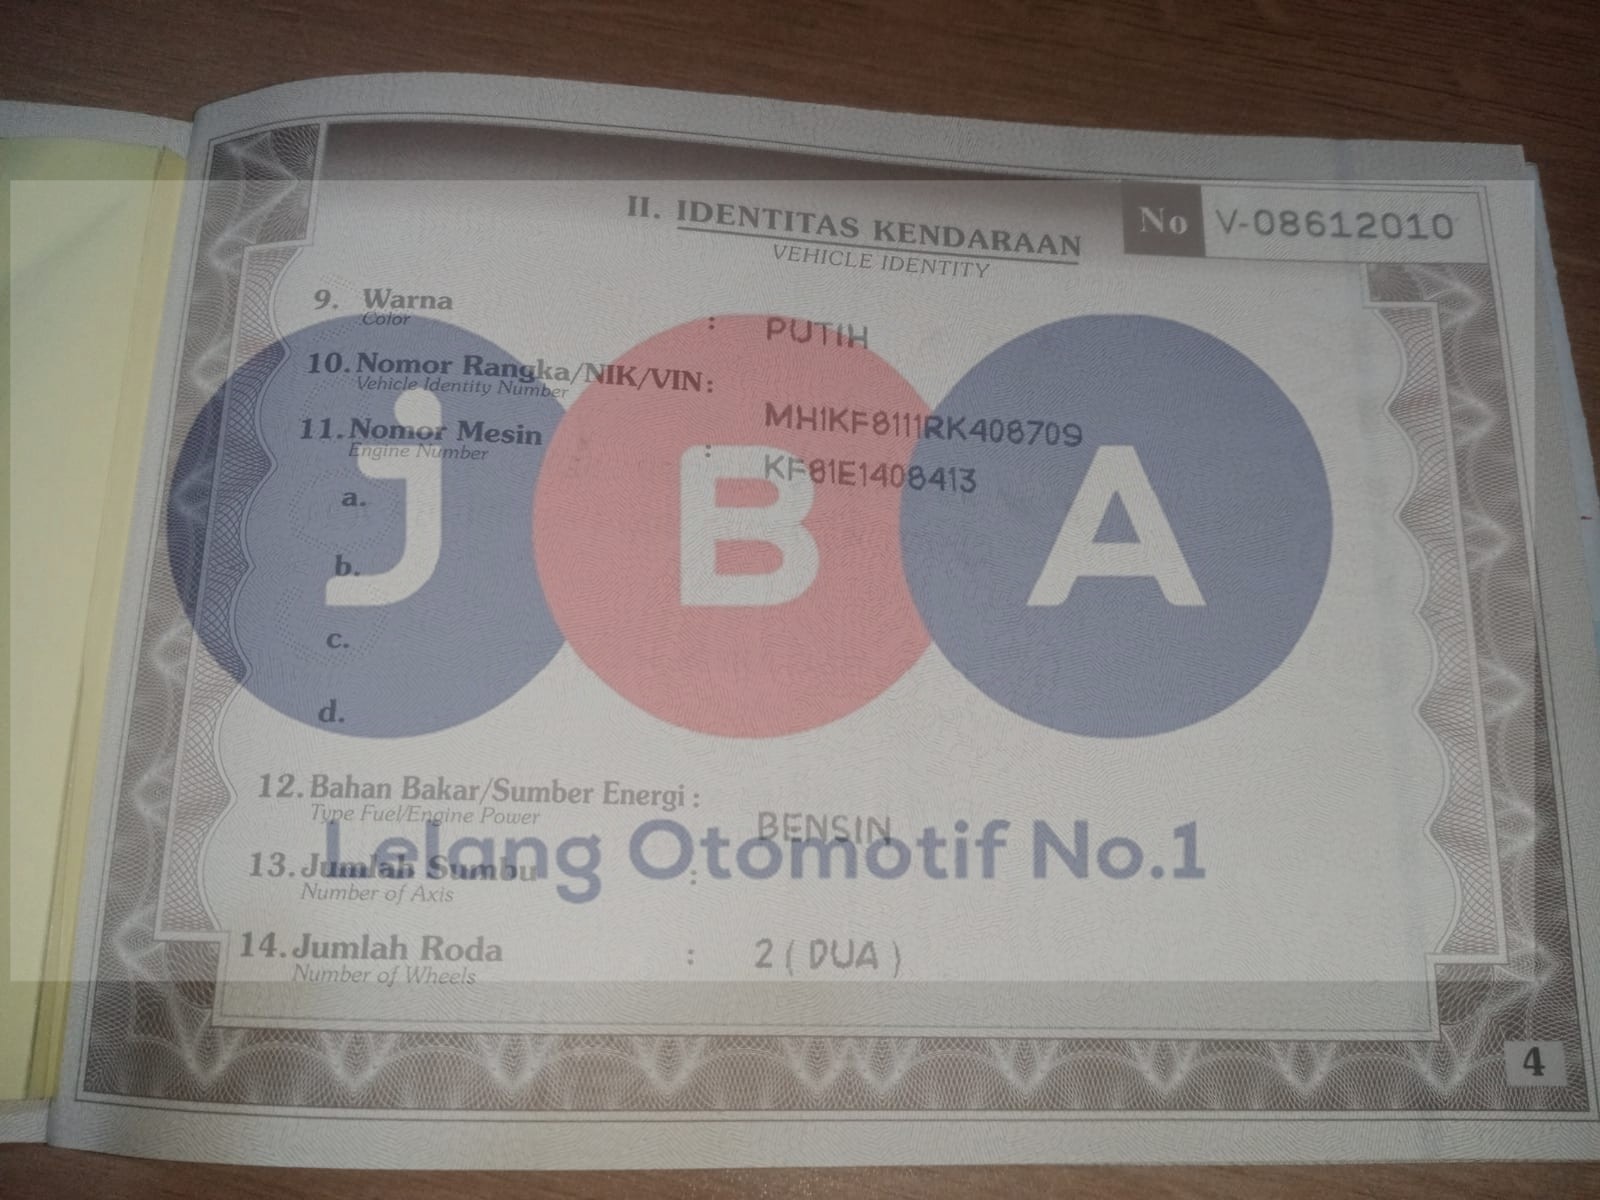 II. IDENTITAS KENDARAAN
VEHICLE IDENTITY
No V-08612010
9. Warna : PUTIH
Color
10. Nomor Rangka/NIK/VIN : MH1KF8111RK408709
Vehicle Identity Number
11. Nomor Mesin : KF81E1408413
Engine Number
a.
b.
c.
d.
J B A
12. Bahan Bakar/Sumber Energi : BENSIN
Type Fuel/Engine Power
Lelang Otomotif No.1
13. Jumlah Sumbu :
Number of Axis
14. Jumlah Roda : 2 ( DUA )
Number of Wheels
4